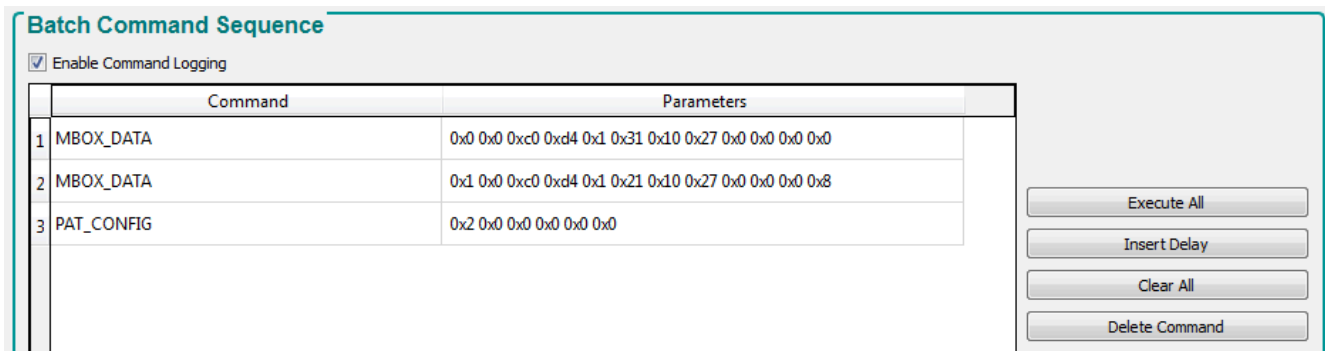 Batch Command Sequence
Enable Command Logging
Command Parameters
1 MBOX_DATA 0x0 0x0 0xc0 0xd4 0x1 0x31 0x10 0x27 0x0 0x0 0x0 0x0
2 MBOX_DATA 0x1 0x0 0xc0 0xd4 0x1 0x21 0x10 0x27 0x0 0x0 0x0 0x8
3 PAT_CONFIG 0x2 0x0 0x0 0x0 0x0 0x0
Execute All
Insert Delay
Clear All
Delete Command